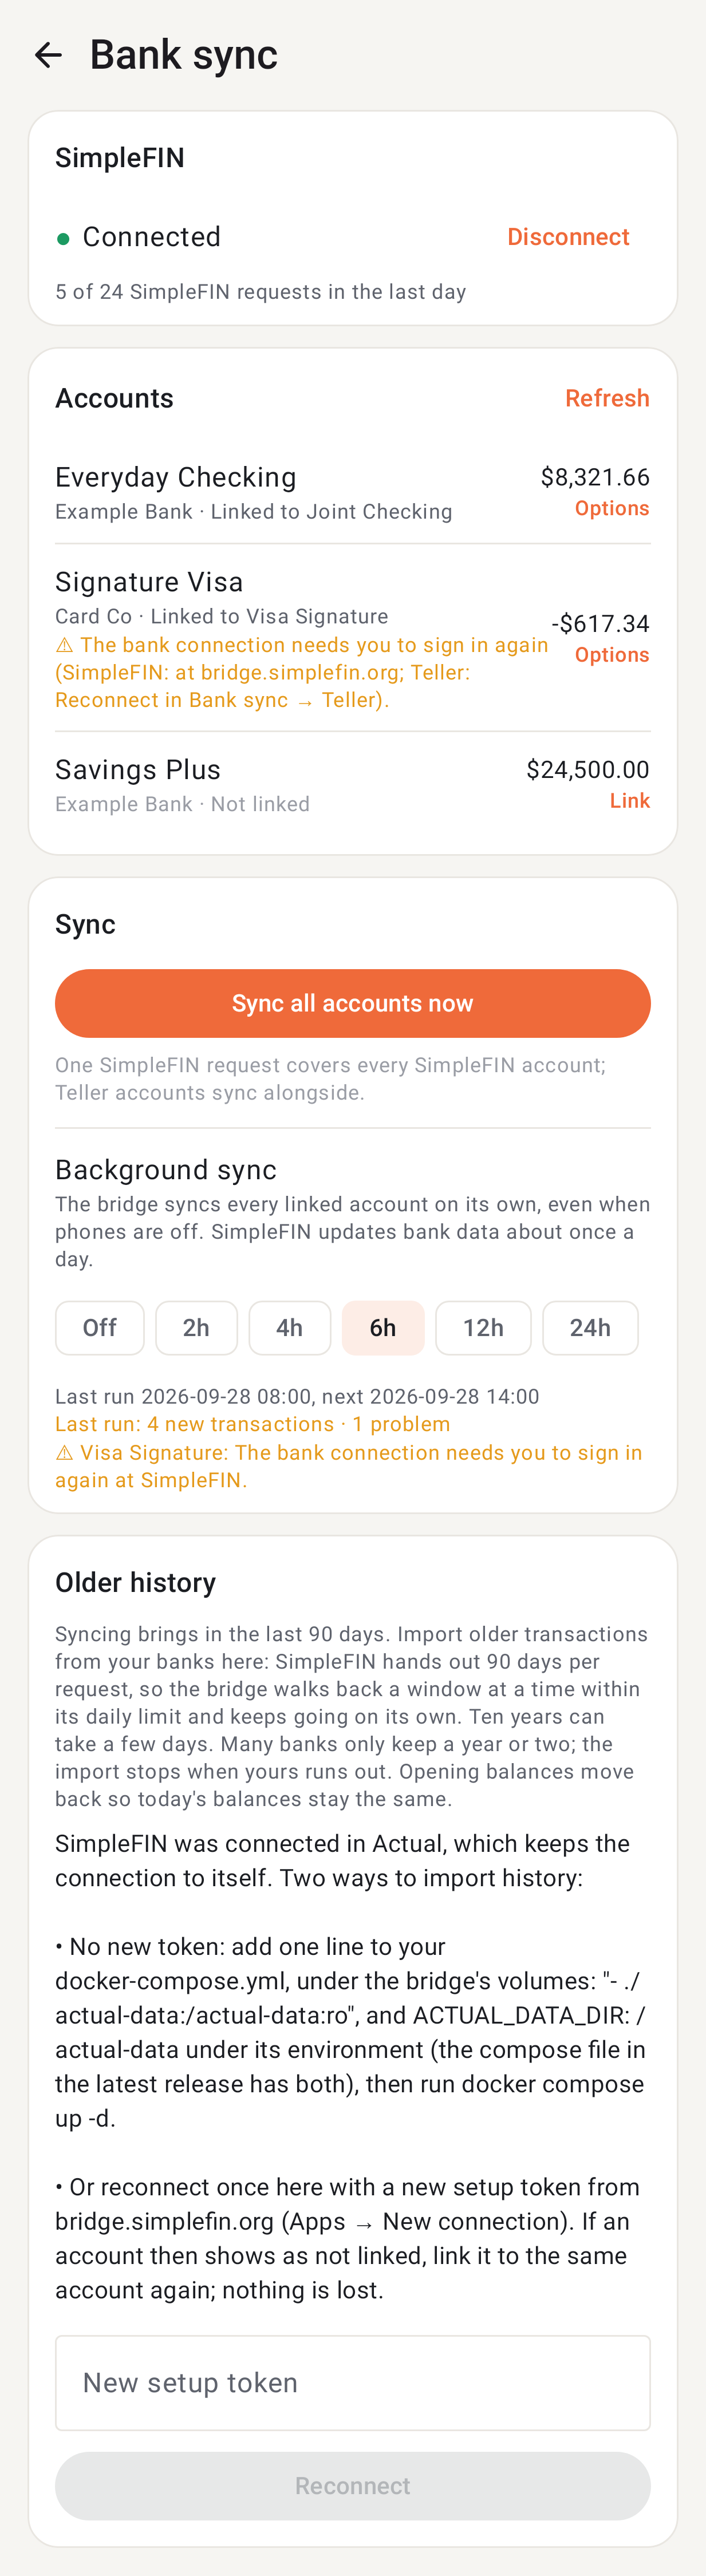 Bank sync
SimpleFIN
Connected
Disconnect
5 of 24 SimpleFIN requests in the last day
Accounts
Refresh
Everyday Checking
$8,321.66
Example Bank · Linked to Joint Checking
Options
Signature Visa
Card Co · Linked to Visa Signature
-$617.34
⚠ The bank connection needs you to sign in again
(SimpleFIN: at bridge.simplefin.org; Teller:
Reconnect in Bank sync → Teller).
Options
Savings Plus
$24,500.00
Example Bank · Not linked
Link
Sync
Sync all accounts now
One SimpleFIN request covers every SimpleFIN account;
Teller accounts sync alongside.
Background sync
The bridge syncs every linked account on its own, even when
phones are off. SimpleFIN updates bank data about once a
day.
Off
2h
4h
6h
12h
24h
Last run 2026-09-28 08:00, next 2026-09-28 14:00
Last run: 4 new transactions · 1 problem
⚠ Visa Signature: The bank connection needs you to sign in
again at SimpleFIN.
Older history
Syncing brings in the last 90 days. Import older transactions
from your banks here: SimpleFIN hands out 90 days per
request, so the bridge walks back a window at a time within
its daily limit and keeps going on its own. Ten years can
take a few days. Many banks only keep a year or two; the
import stops when yours runs out. Opening balances move
back so today's balances stay the same.
SimpleFIN was connected in Actual, which keeps the
connection to itself. Two ways to import history:
• No new token: add one line to your
docker-compose.yml, under the bridge's volumes: "- ./
actual-data:/actual-data:ro", and ACTUAL_DATA_DIR: /
actual-data under its environment (the compose file in
the latest release has both), then run docker compose
up -d.
• Or reconnect once here with a new setup token from
bridge.simplefin.org (Apps → New connection). If an
account then shows as not linked, link it to the same
account again; nothing is lost.
New setup token
Reconnect